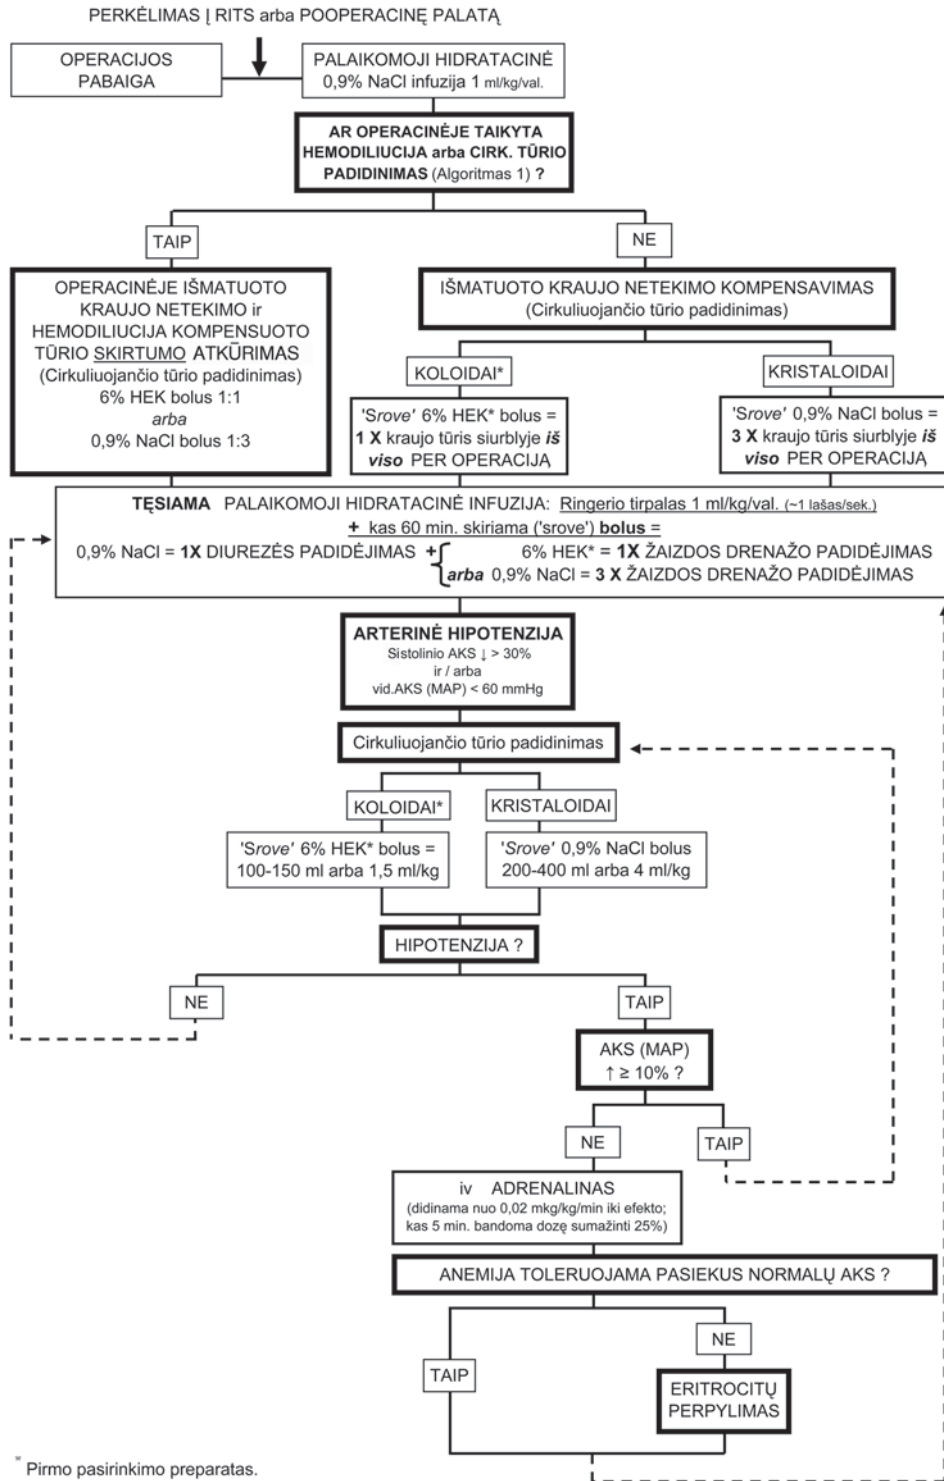 PERKĖLIMAS Į RITS arba POOPERACINĘ PALATĄ
OPERACIJOS
PABAIGA
PALAIKOMOJI HIDRATACINĖ
0,9% NaCl infuzija 1 ml/kg/val.
AR OPERACINĖJE TAIKYTA
HEMODILIUCIJA arba CIRK. TŪRIO
PADIDINIMAS (Algoritmas 1) ?
TAIP
NE
OPERACINĖJE IŠMATUOTO
KRAUJO NETEKIMO ir
HEMODILIUCIJA KOMPENSUOTO
TŪRIO SKIRTUMO ATKŪRIMAS
(Cirkuliuojančio tūrio padidinimas)
6% HEK bolus 1:1
arba
0,9% NaCl bolus 1:3
IŠMATUOTO KRAUJO NETEKIMO KOMPENSAVIMAS
(Cirkuliuojančio tūrio padidinimas)
KOLOIDAI*
KRISTALOIDAI
'Srove' 6% HEK* bolus =
1 X kraujo tūris siurblyje iš
viso PER OPERACIJĄ
'Srove' 0,9% NaCl bolus =
3 X kraujo tūris siurblyje iš
viso PER OPERACIJĄ
TĘSIAMA PALAIKOMOJI HIDRATACINĖ INFUZIJA: Ringerio tirpalas 1 ml/kg/val. (~1 lašas/sek.)
+ kas 60 min. skiriama ('srove') bolus =
0,9% NaCl = 1X DIUREZĖS PADIDĖJIMAS + { 6% HEK* = 1X ŽAIZDOS DRENAŽO PADIDĖJIMAS
arba 0,9% NaCl = 3 X ŽAIZDOS DRENAŽO PADIDĖJIMAS
ARTERINĖ HIPOTENZIJA
Sistolinio AKS ↓ > 30%
ir / arba
vid.AKS (MAP) < 60 mmHg
Cirkuliuojančio tūrio padidinimas
KOLOIDAI*
KRISTALOIDAI
'Srove' 6% HEK* bolus =
100-150 ml arba 1,5 ml/kg
'Srove' 0,9% NaCl bolus
200-400 ml arba 4 ml/kg
HIPOTENZIJA ?
NE
TAIP
AKS (MAP)
↑ ≥ 10% ?
NE
TAIP
iv ADRENALINAS
(didinama nuo 0,02 mkg/kg/min iki efekto;
kas 5 min. bandoma dozę sumažinti 25%)
ANEMIJA TOLERUOJAMA PASIEKUS NORMALŲ AKS ?
TAIP
NE
ERITROCITŲ
PERPYLIMAS
* Pirmo pasirinkimo preparatas.